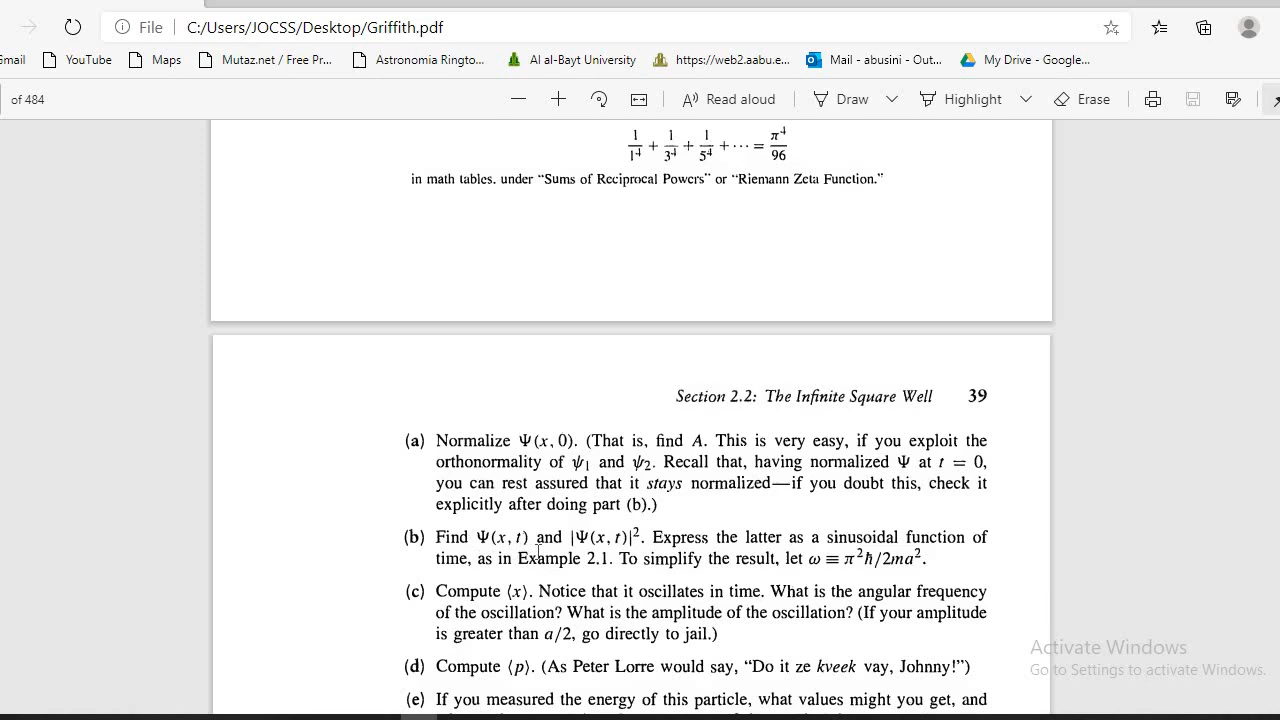 File C:/Users/JOCSS/Desktop/Griffith.pdf
YouTube Maps Mutaz.net / Free Pr... Astronomia Ringto... Al al-Bayt University https://web2.aabu.e... Mail - abusini - Out... My Drive - Google...
of 484 Read aloud Draw Highlight Erase
1/1⁴ + 1/3⁴ + 1/5⁴ + ··· = π⁴/96
in math tables. under “Sums of Reciprocal Powers” or “Riemann Zeta Function.”
Section 2.2: The Infinite Square Well 39
(a) Normalize Ψ(x, 0). (That is, find A. This is very easy, if you exploit the
orthonormality of ψ₁ and ψ₂. Recall that, having normalized Ψ at t = 0,
you can rest assured that it stays normalized—if you doubt this, check it
explicitly after doing part (b).)
(b) Find Ψ(x, t) and |Ψ(x, t)|². Express the latter as a sinusoidal function of
time, as in Example 2.1. To simplify the result, let ω ≡ π²ħ/2ma².
(c) Compute ⟨x⟩. Notice that it oscillates in time. What is the angular frequency
of the oscillation? What is the amplitude of the oscillation? (If your amplitude
is greater than a/2, go directly to jail.)
(d) Compute ⟨p⟩. (As Peter Lorre would say, “Do it ze kveek vay, Johnny!”)
(e) If you measured the energy of this particle, what values might you get, and
Activate Windows
Go to Settings to activate Windows.